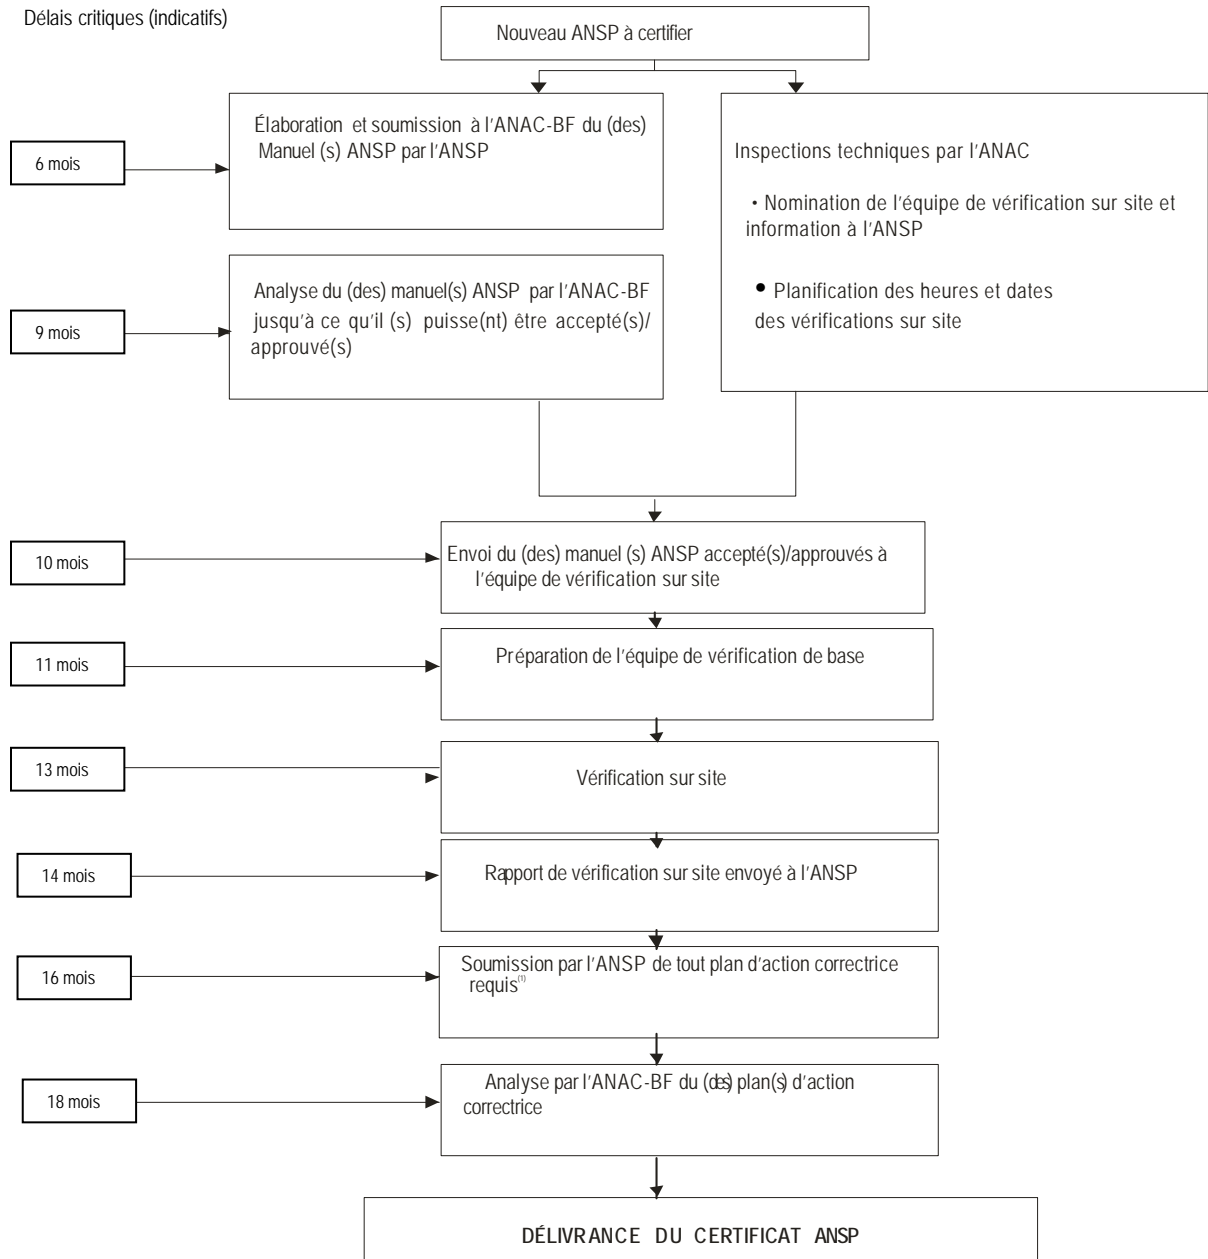 Délais critiques (indicatifs)
Nouveau ANSP à certifier
6 mois
Élaboration et soumission à l'ANAC-BF du (des)
Manuel (s) ANSP par l'ANSP
Inspections techniques par l'ANAC
• Nomination de l'équipe de vérification sur site et
information à l'ANSP
• Planification des heures et dates
des vérifications sur site
9 mois
Analyse du (des) manuel(s) ANSP par l'ANAC-BF
jusqu'à ce qu'il (s) puisse(nt) être accepté(s)/
approuvé(s)
10 mois
Envoi du (des) manuel (s) ANSP accepté(s)/approuvés à
l'équipe de vérification sur site
11 mois
Préparation de l'équipe de vérification de base
13 mois
Vérification sur site
14 mois
Rapport de vérification sur site envoyé à l'ANSP
16 mois
Soumission par l'ANSP de tout plan d'action correctrice
requis(1)
18 mois
Analyse par l'ANAC-BF du (des) plan(s) d'action
correctrice
DÉLIVRANCE DU CERTIFICAT ANSP